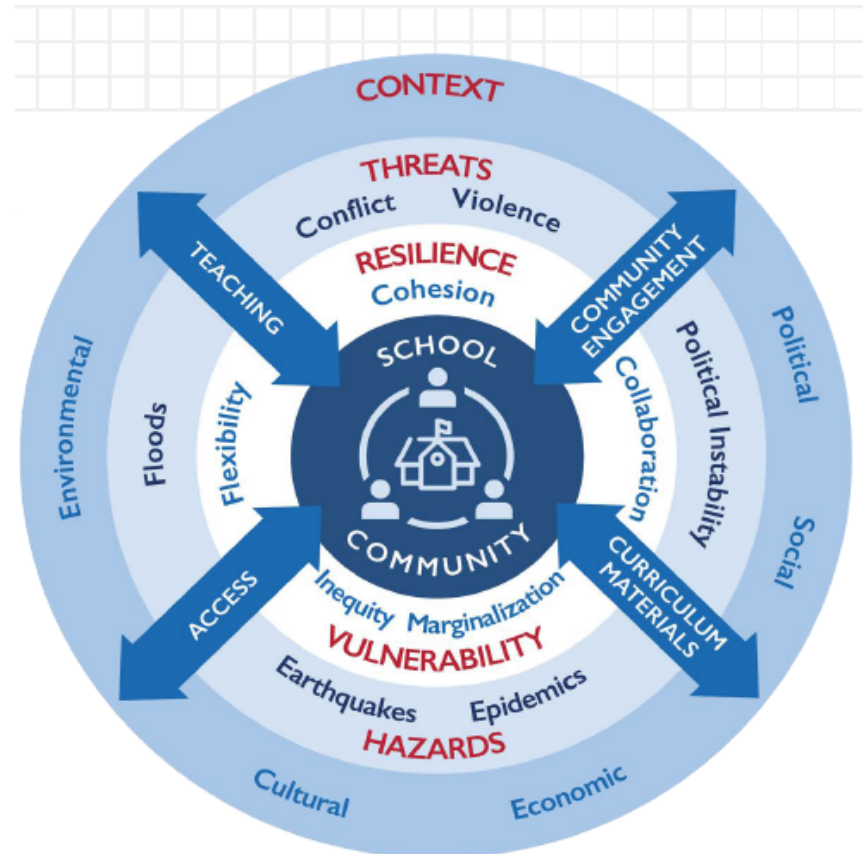 CONTEXT
THREATS
Conflict
Violence
RESILIENCE
Cohesion
TEACHING
COMMUNITY
ENGAGEMENT
SCHOOL
COMMUNITY
Environmental
Floods
Flexibility
Collaboration
Political Instability
Political
Social
ACCESS
CURRICULUM
MATERIALS
Inequity
Marginalization
VULNERABILITY
Earthquakes
Epidemics
HAZARDS
Cultural
Economic